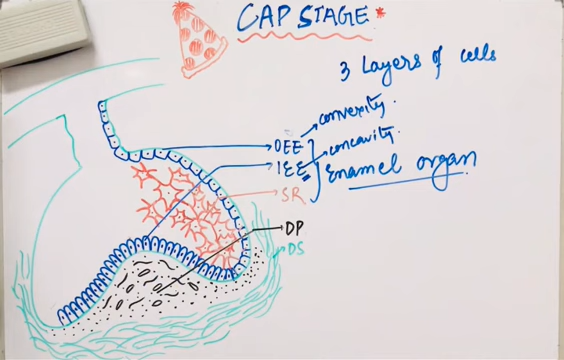 CAP STAGE *
3 Layers of cells
convexity.
OEE
concavity.
IEE
Enamel organ
SR
DP
DS